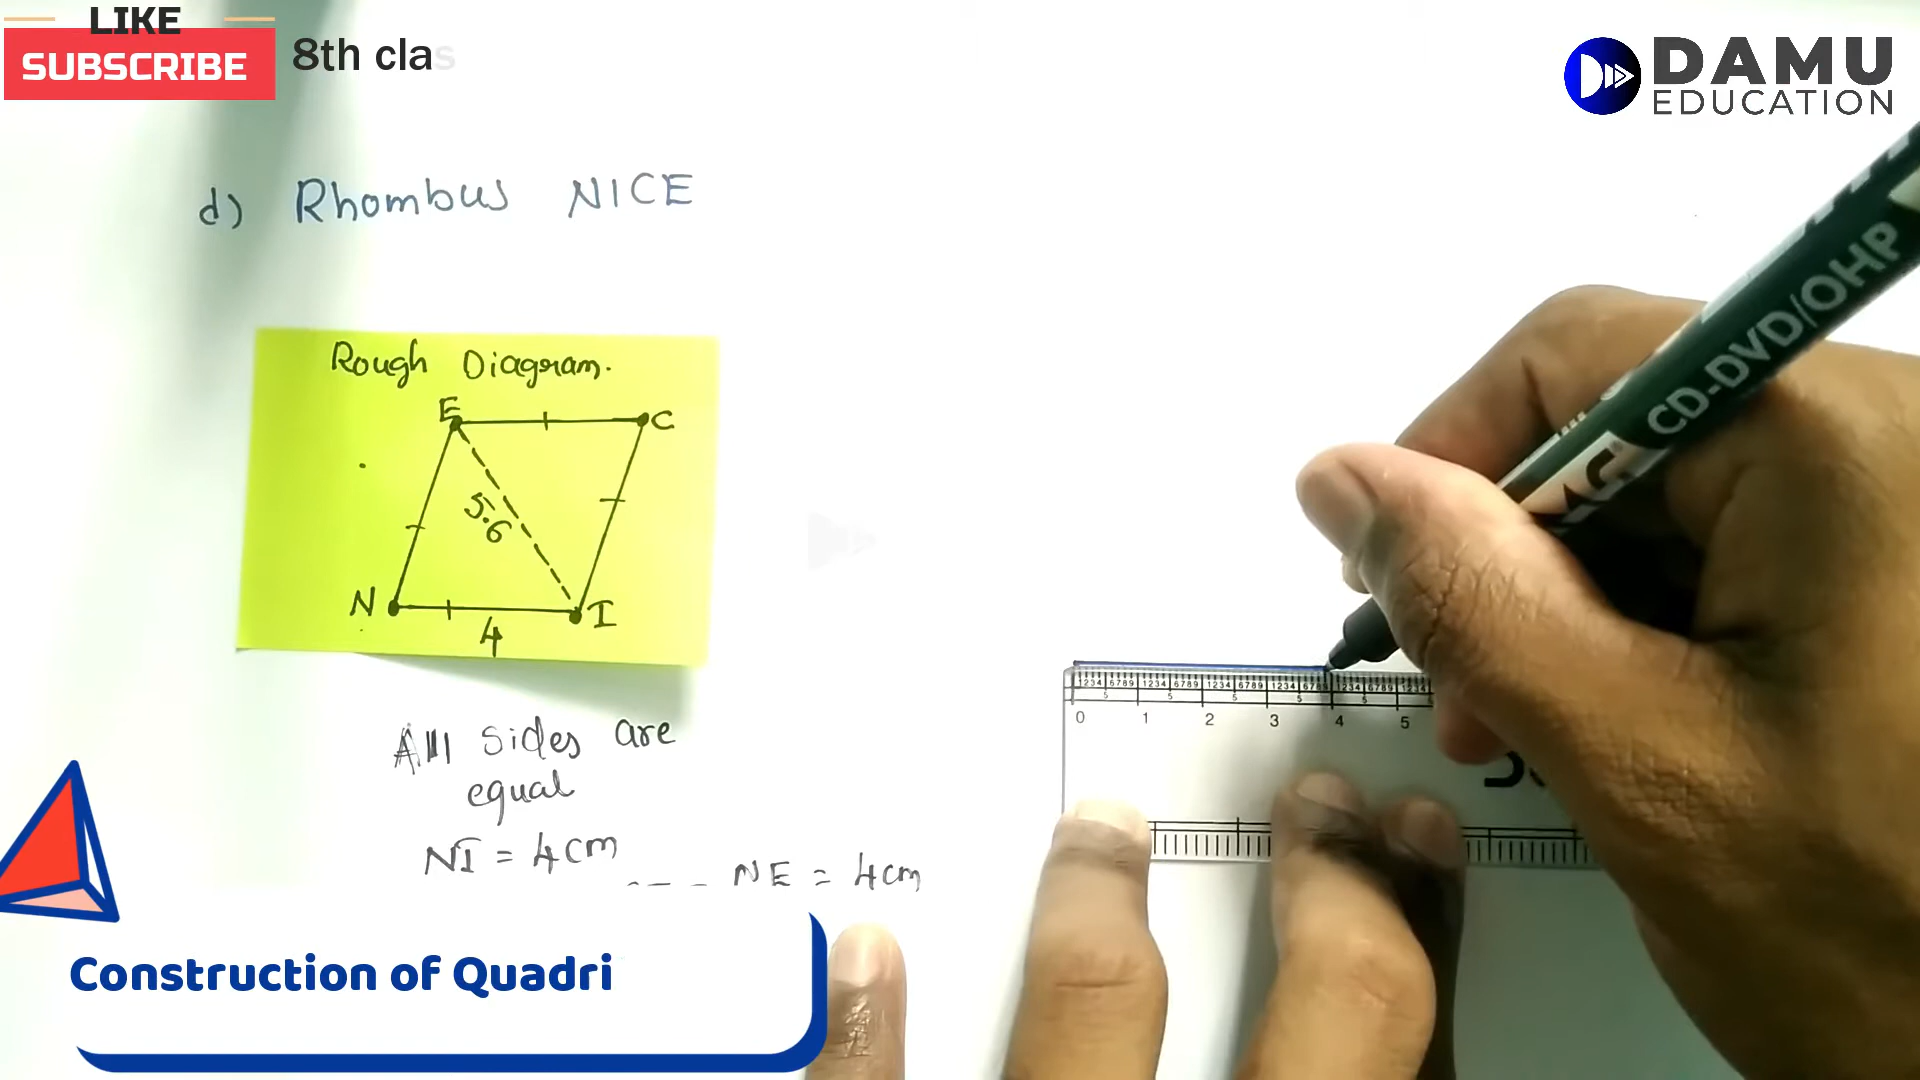 LIKE
SUBSCRIBE
8th clas
DAMU
EDUCATION
d) Rhombus NICE
CD-DVD/OHP
Rough Diagram.
E C
5.6
N I
4
0 1 2 3 4 5
All sides are
equal
NI = 4cm
NE = 4cm
Construction of Quadri